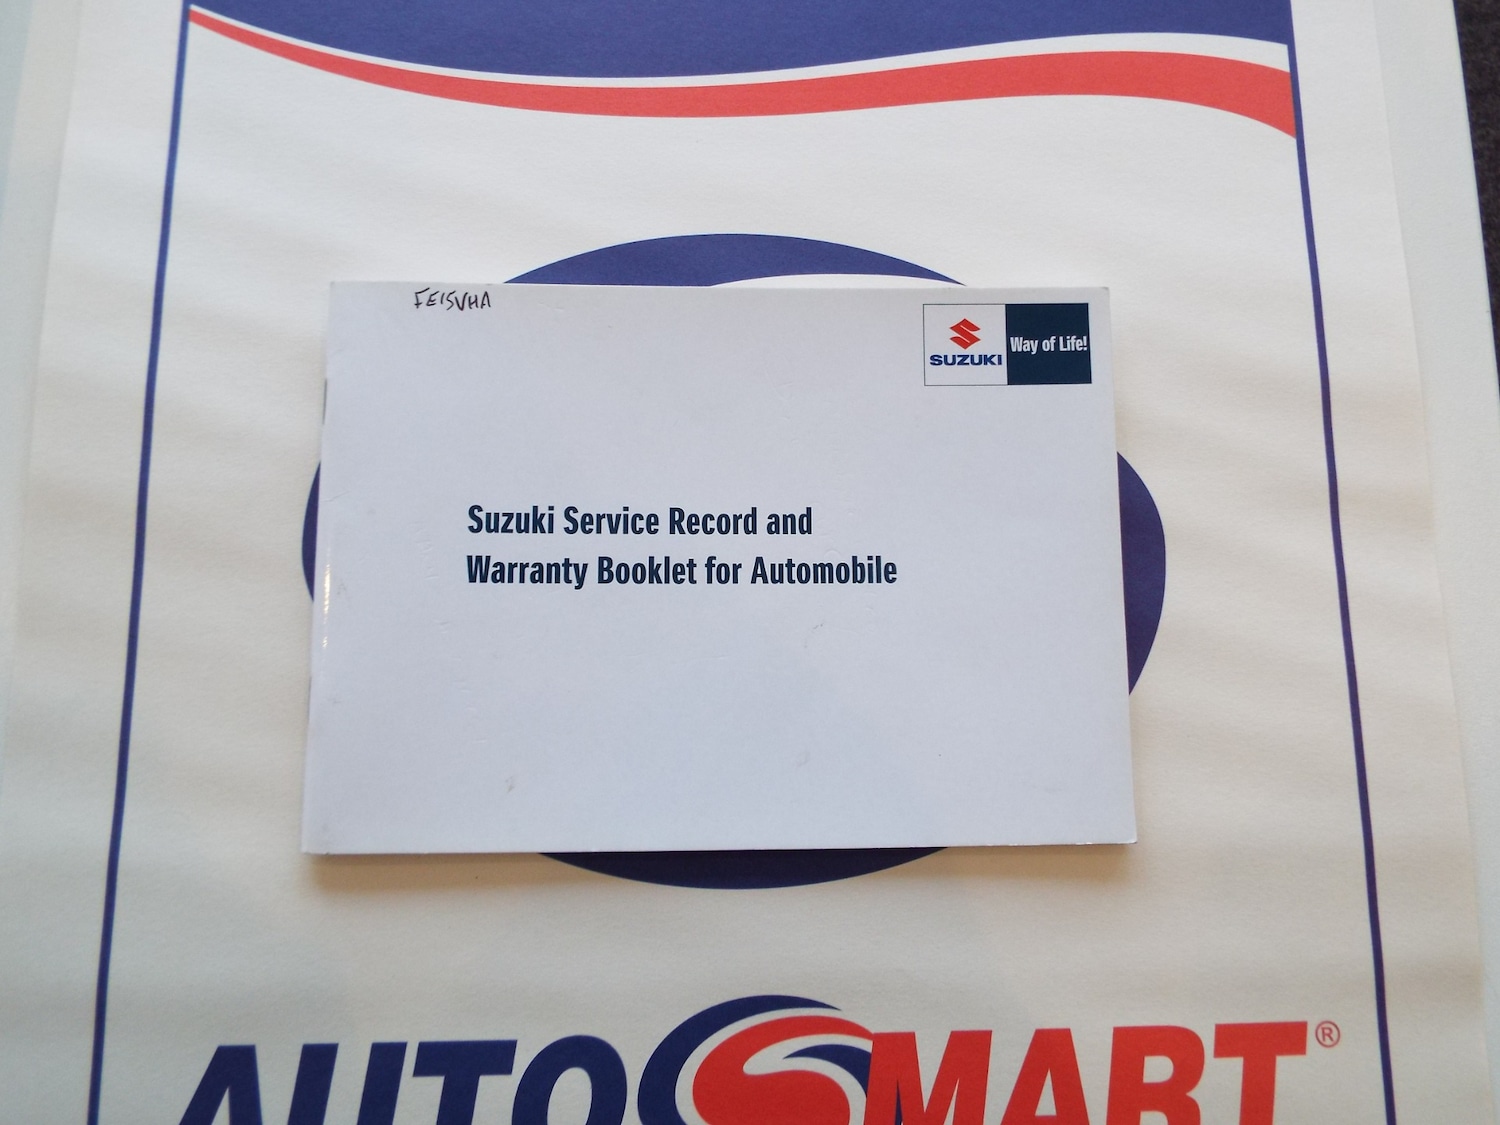 FE15VHA
SUZUKI
Way of Life!
Suzuki Service Record and
Warranty Booklet for Automobile
AUTOSMART®